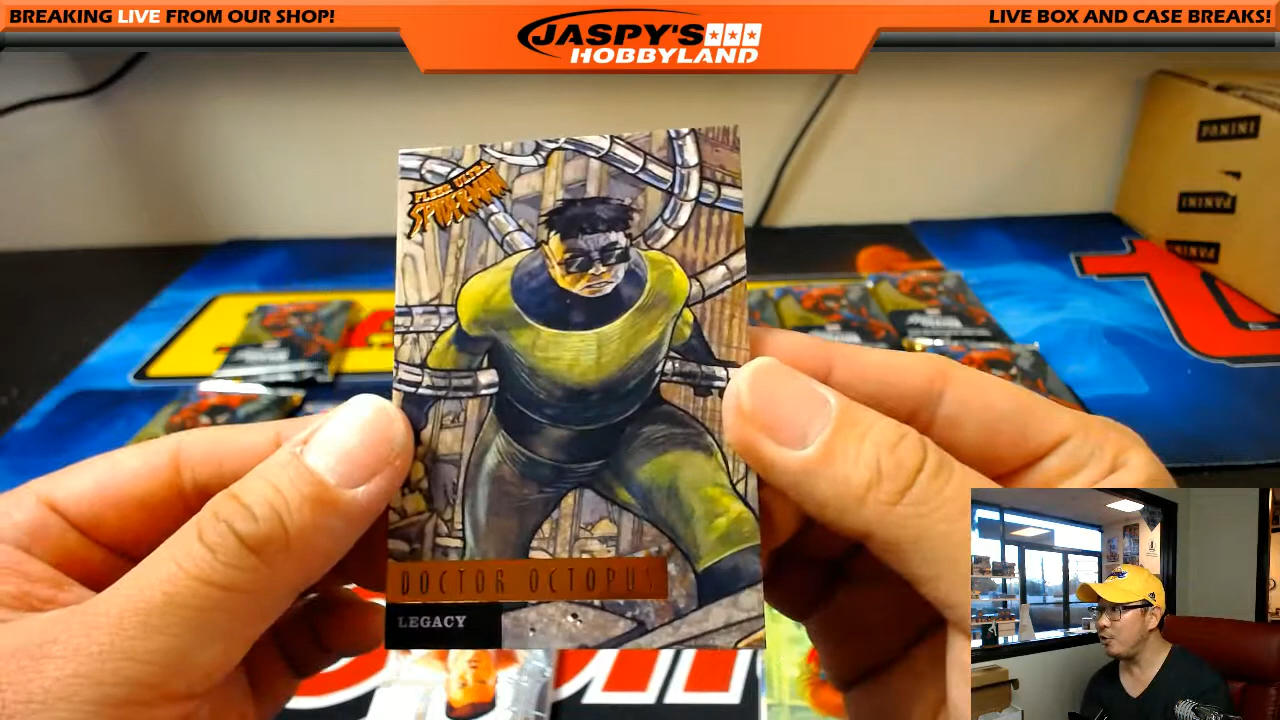 BREAKING LIVE FROM OUR SHOP!
JASPY'S
HOBBYLAND
LIVE BOX AND CASE BREAKS!
PANINI
PANINI
PANINI
FLEER ULTRA
SPIDER-MAN
DOCTOR OCTOPUS
LEGACY